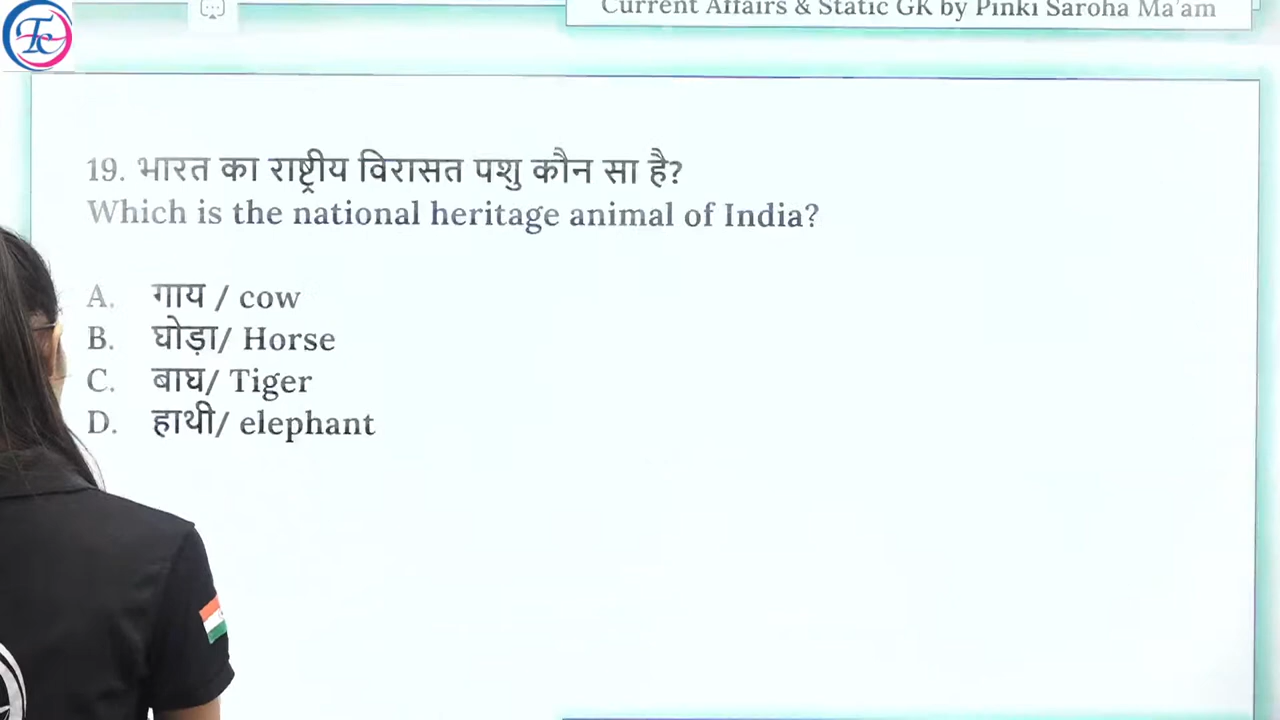 Current Affairs & Static GK by Pinki Saroha Ma'am
19. भारत का राष्ट्रीय विरासत पशु कौन सा है?
Which is the national heritage animal of India?
A. गाय / cow
B. घोड़ा/ Horse
C. बाघ/ Tiger
D. हाथी/ elephant